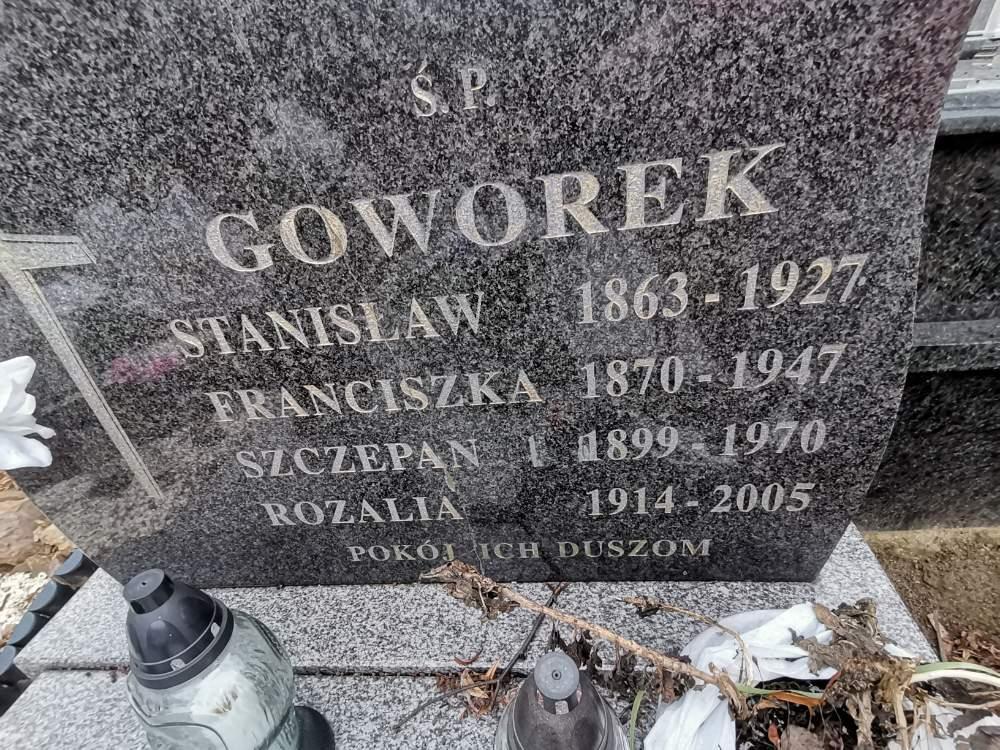 Ś. P.
GOWOREK
STANISŁAW 1863 - 1927
FRANCISZKA 1870 - 1947
SZCZEPAN 1899 - 1970
ROZALIA 1914 - 2005
POKÓJ ICH DUSZOM